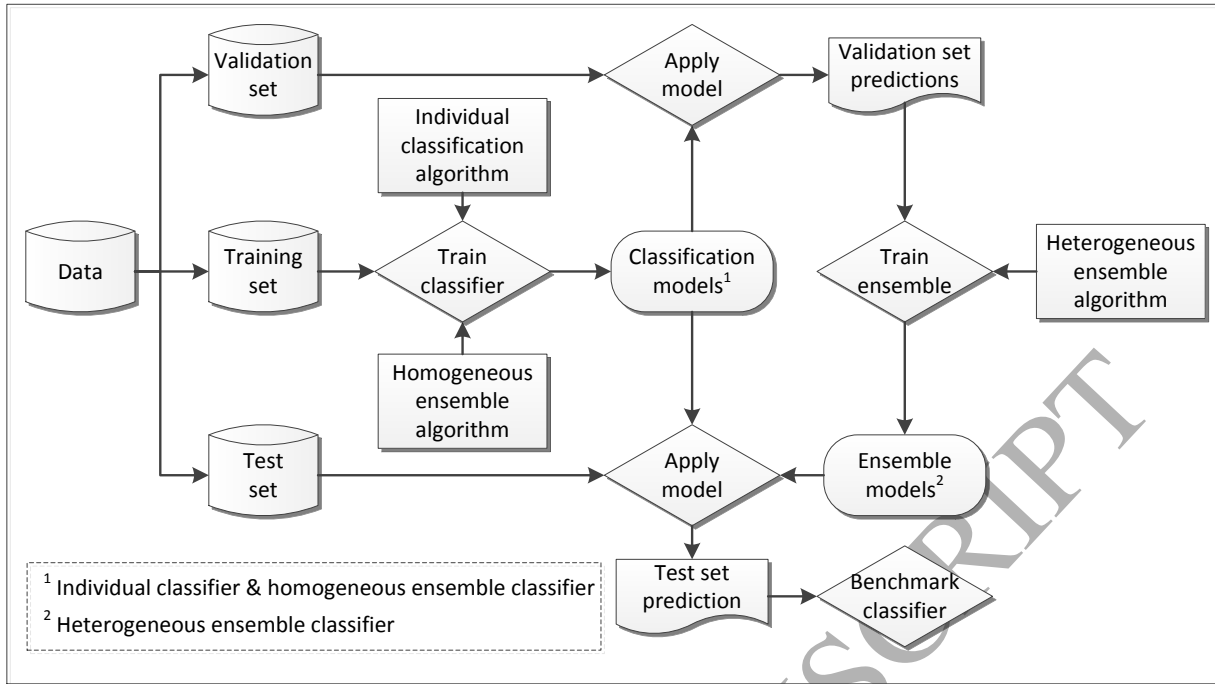 Validation
set
Apply
model
Validation set
predictions
Individual
classification
algorithm
Data
Training
set
Train
classifier
Classification
models¹
Train
ensemble
Heterogeneous
ensemble
algorithm
Homogeneous
ensemble
algorithm
Test
set
Apply
model
Ensemble
models²
Test set
prediction
Benchmark
classifier
¹ Individual classifier & homogeneous ensemble classifier
² Heterogeneous ensemble classifier
SCRIPT